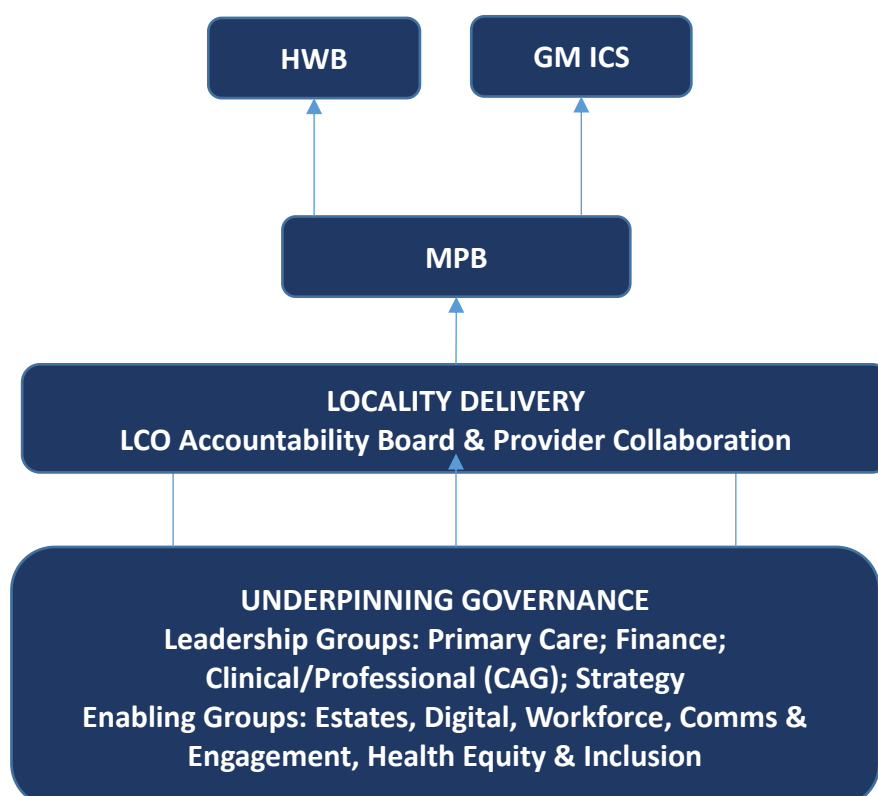 HWB
GM ICS
MPB
LOCALITY DELIVERY
LCO Accountability Board & Provider Collaboration
UNDERPINNING GOVERNANCE
Leadership Groups: Primary Care; Finance;
Clinical/Professional (CAG); Strategy
Enabling Groups: Estates, Digital, Workforce, Comms &
Engagement, Health Equity & Inclusion